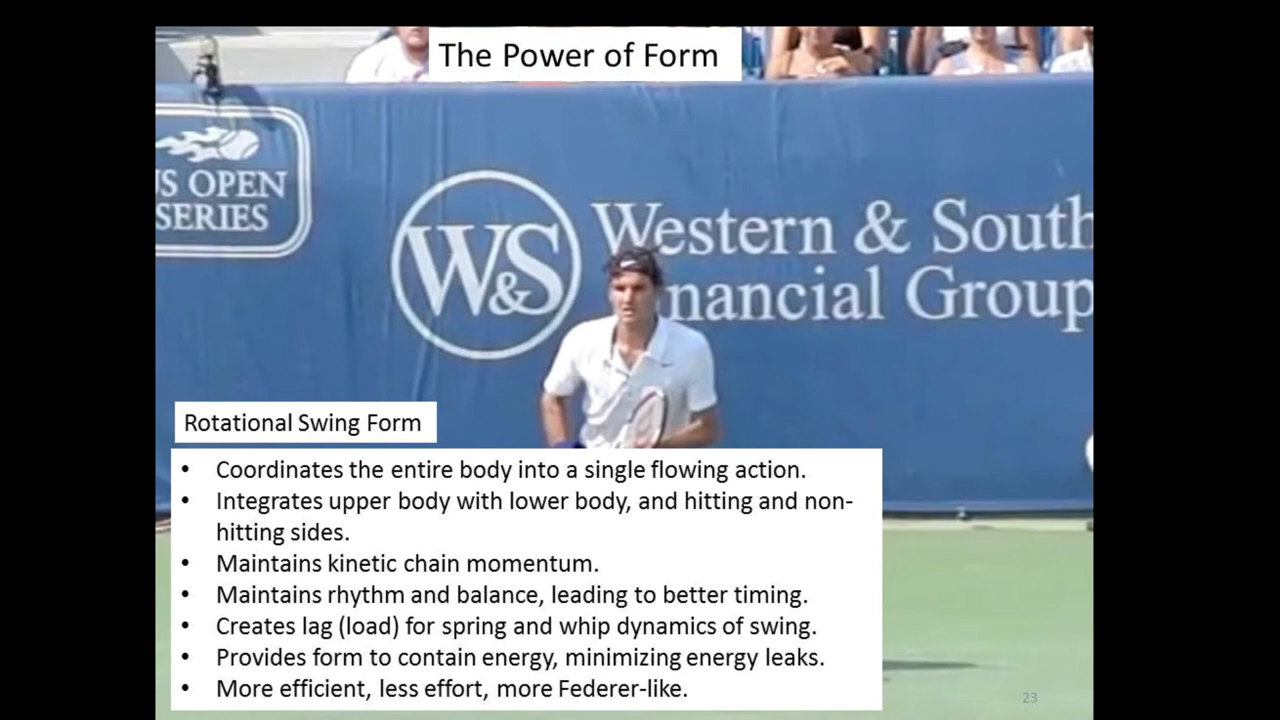 The Power of Form
US OPEN
SERIES
W&S
Western & South
Financial Group
Rotational Swing Form
• Coordinates the entire body into a single flowing action.
• Integrates upper body with lower body, and hitting and non-
hitting sides.
• Maintains kinetic chain momentum.
• Maintains rhythm and balance, leading to better timing.
• Creates lag (load) for spring and whip dynamics of swing.
• Provides form to contain energy, minimizing energy leaks.
• More efficient, less effort, more Federer-like.
23